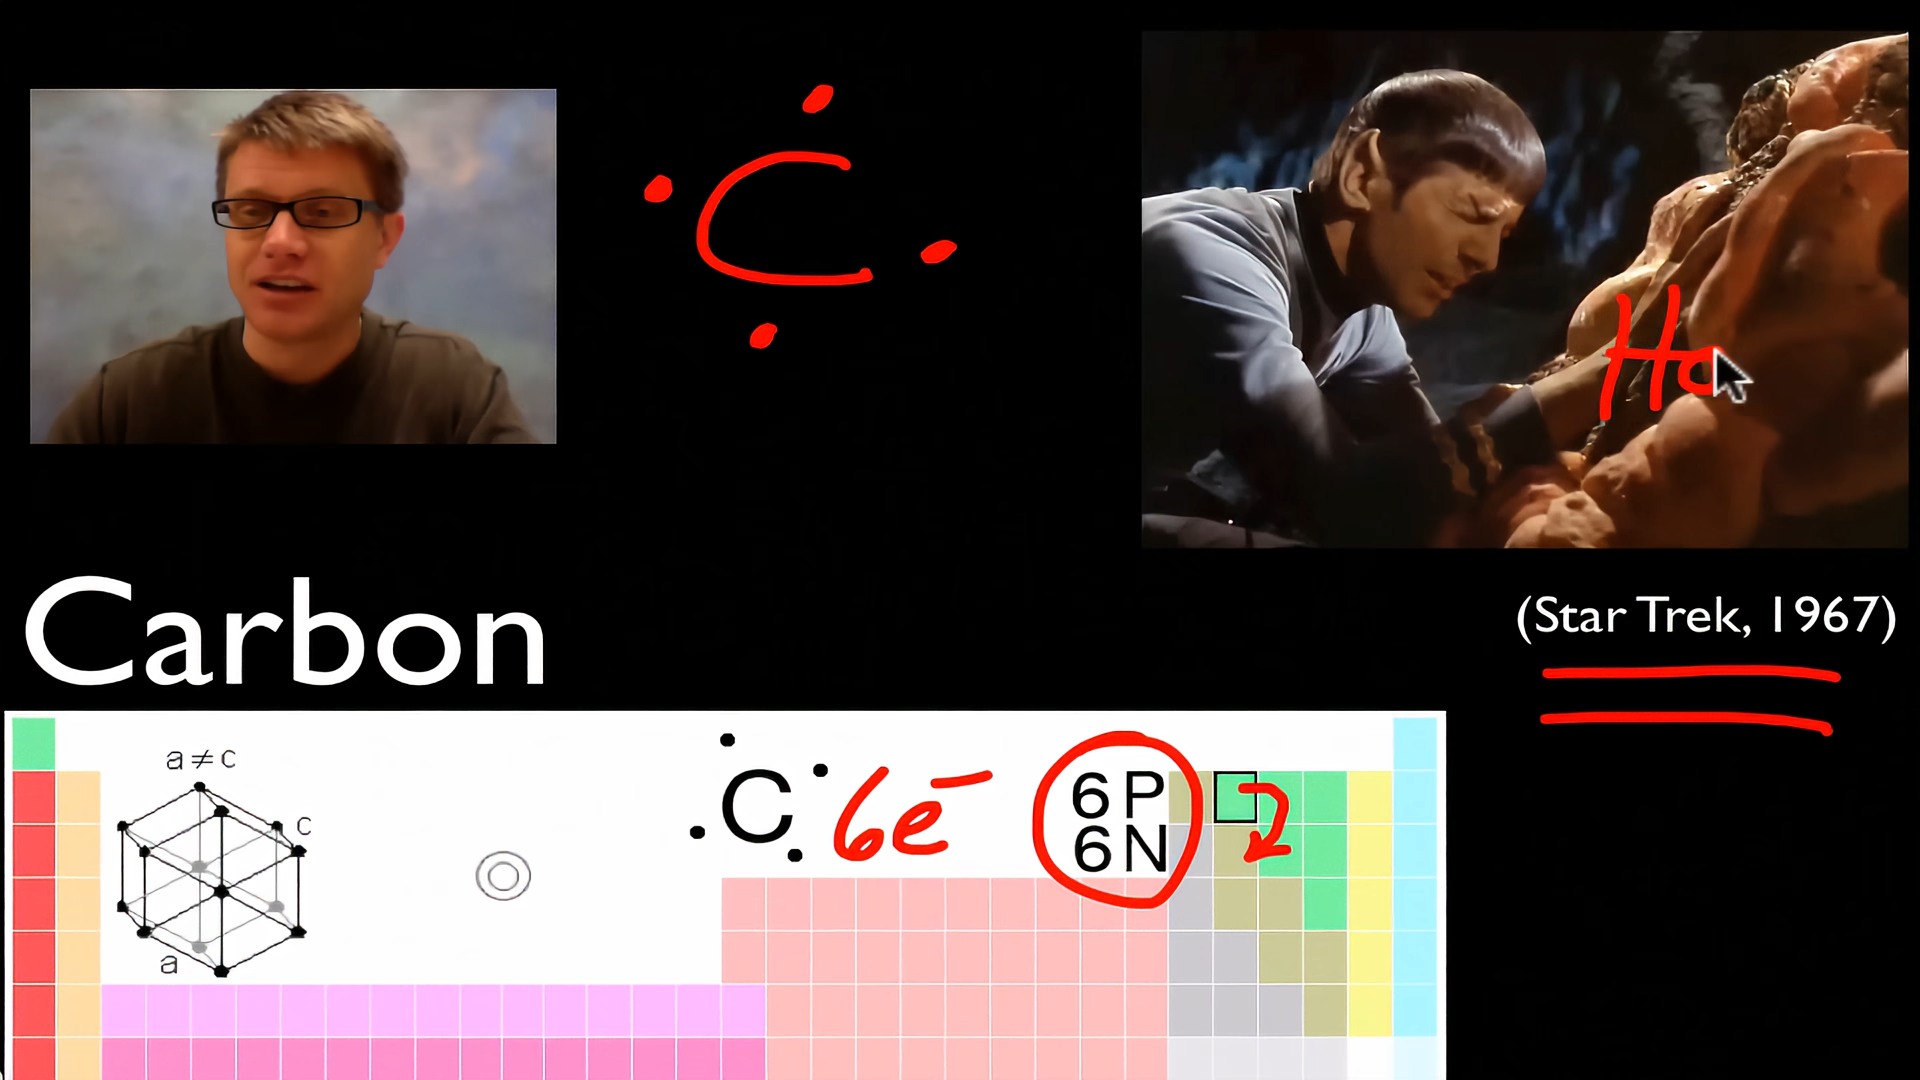 C
Ho
Carbon
(Star Trek, 1967)
a ≠ c
c
a
C
6e⁻
6P
6N